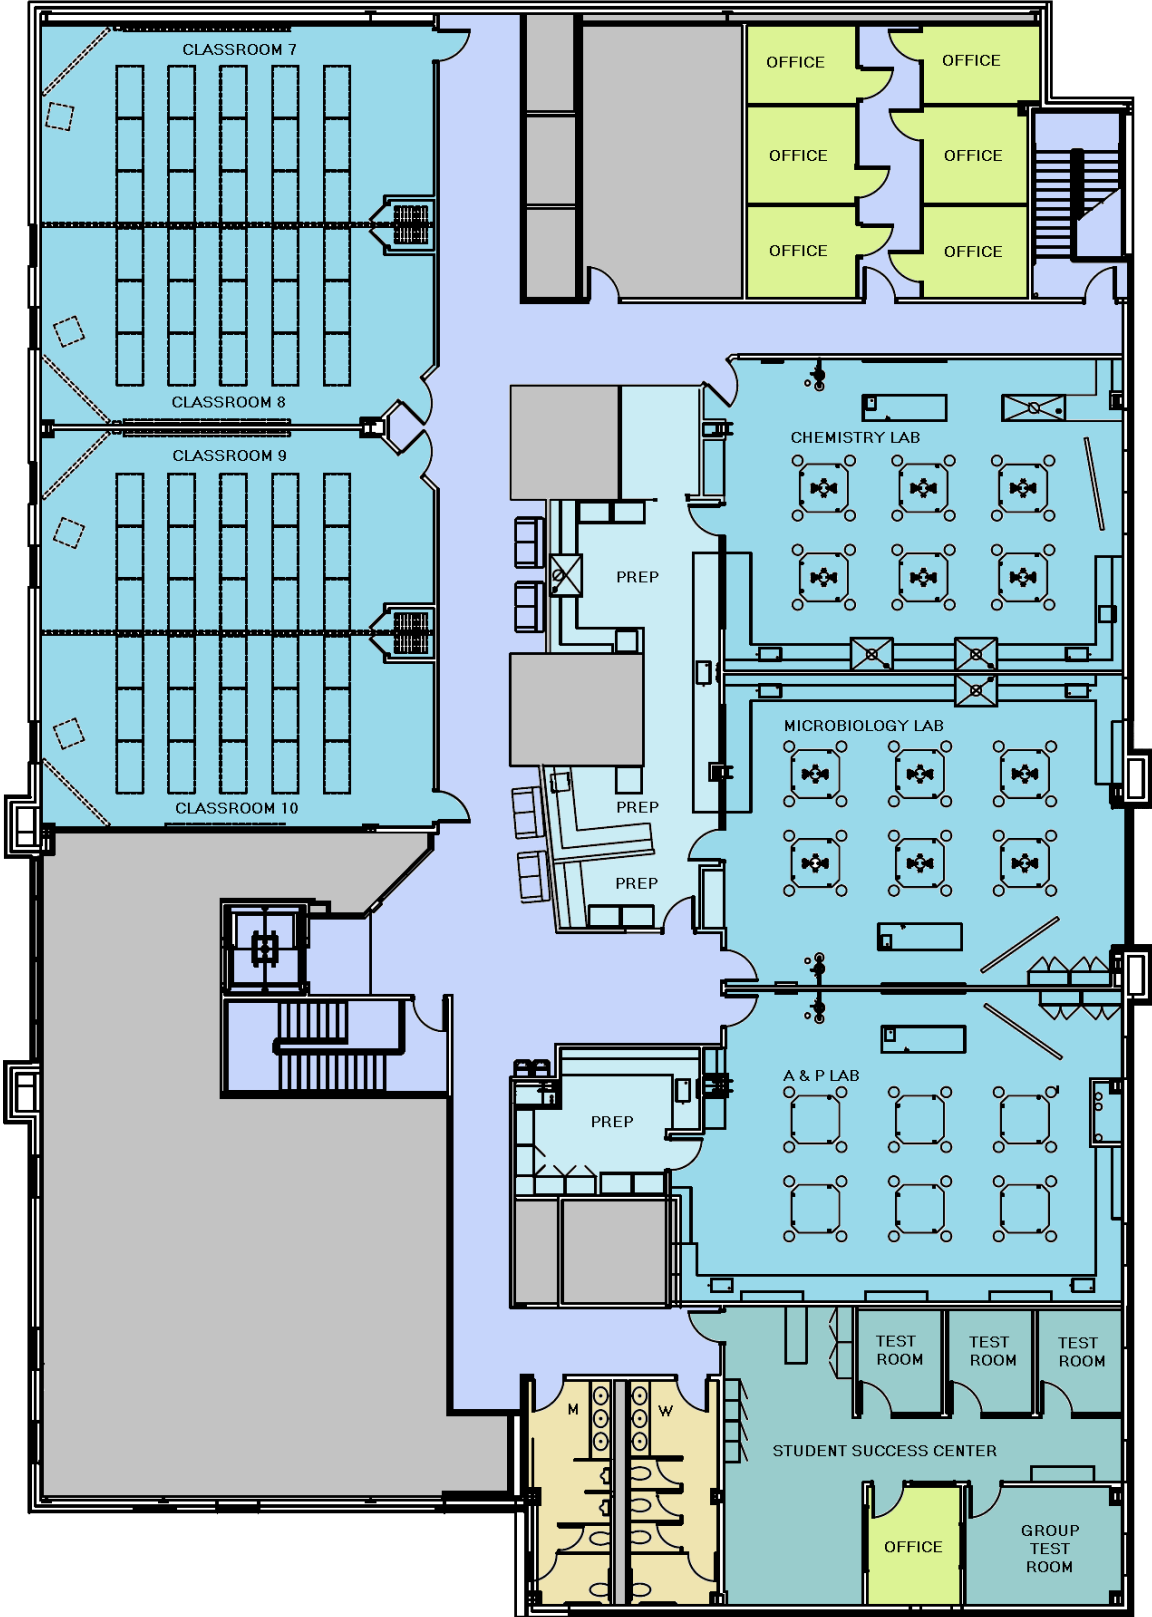 CLASSROOM 7
OFFICE
OFFICE
OFFICE
OFFICE
OFFICE
OFFICE
CLASSROOM 8
CLASSROOM 9
CHEMISTRY LAB
PREP
MICROBIOLOGY LAB
CLASSROOM 10
PREP
PREP
A & P LAB
PREP
TEST
ROOM
TEST
ROOM
TEST
ROOM
M
W
STUDENT SUCCESS CENTER
OFFICE
GROUP
TEST
ROOM